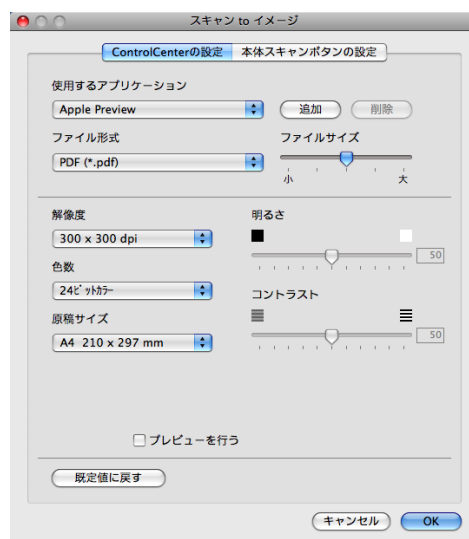 スキャン to イメージ
ControlCenterの設定 本体スキャンボタンの設定
使用するアプリケーション
Apple Preview 追加 削除
ファイル形式 ファイルサイズ
PDF (*.pdf)
小 大
解像度 明るさ
300 x 300 dpi
50
色数
24ﾋﾞｯﾄｶﾗｰ コントラスト
原稿サイズ
A4 210 x 297 mm 50
プレビューを行う
既定値に戻す
キャンセル OK